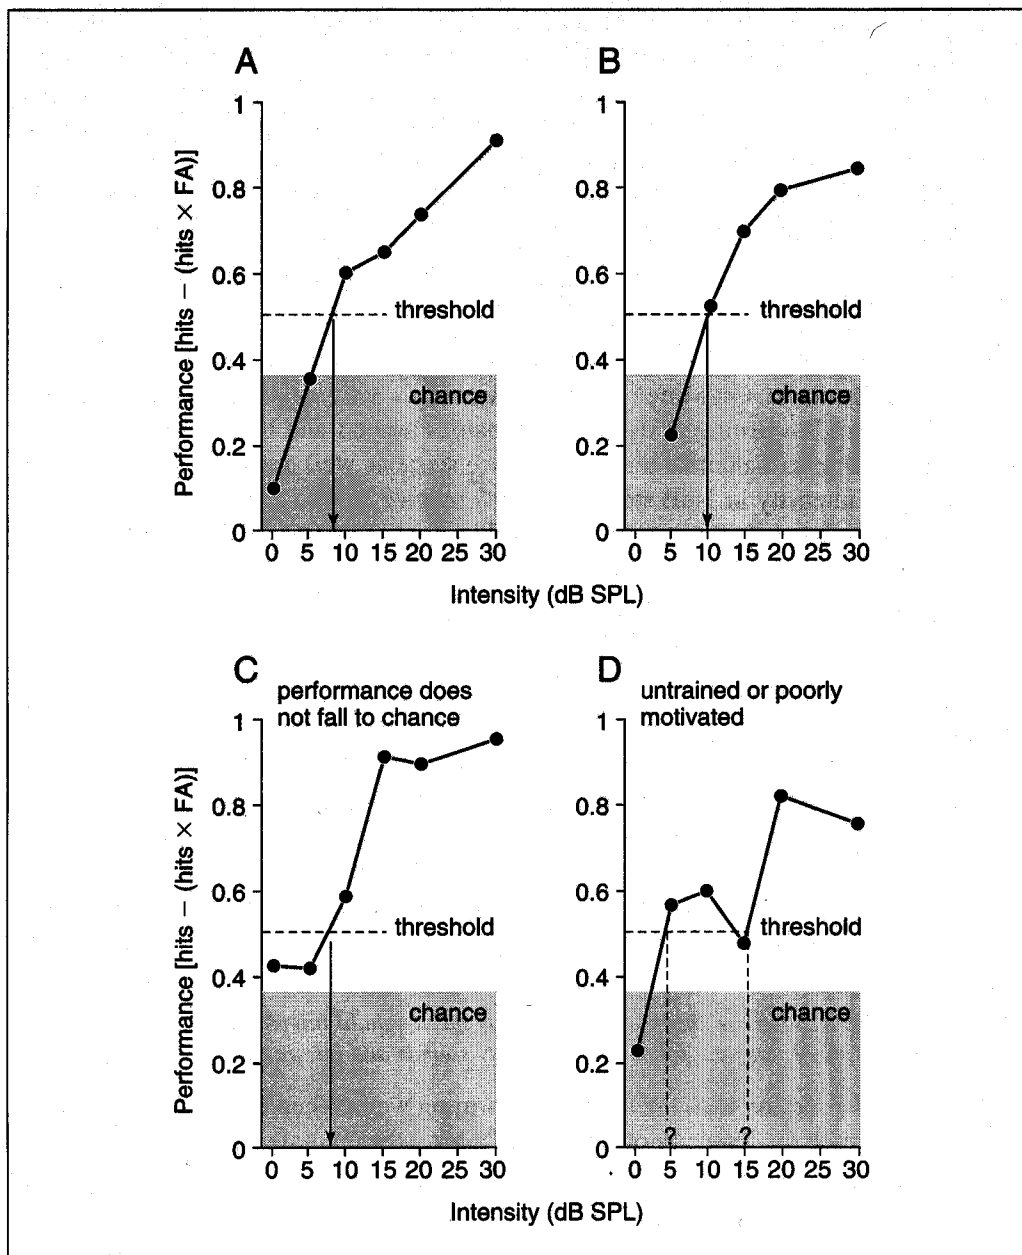 A
1
0.8
0.6
0.4
0.2
0
Performance [hits − (hits × FA)]
threshold
chance
0 5 10 15 20 25 30
B
1
0.8
0.6
0.4
0.2
0
threshold
chance
0 5 10 15 20 25 30
Intensity (dB SPL)
C
performance does
not fall to chance
1
0.8
0.6
0.4
0.2
0
Performance [hits − (hits × FA)]
threshold
chance
0 5 10 15 20 25 30
D
untrained or poorly
motivated
1
0.8
0.6
0.4
0.2
0
threshold
chance
? ?
0 5 10 15 20 25 30
Intensity (dB SPL)